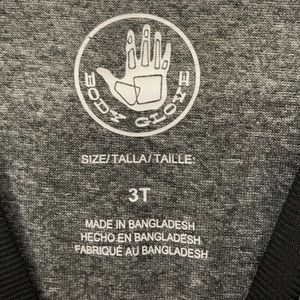 BODY GLOVE
SIZE/TALLA/TAILLE:
3T
MADE IN BANGLADESH
HECHO EN BANGLADESH
FABRIQUÉ AU BANGLADESH